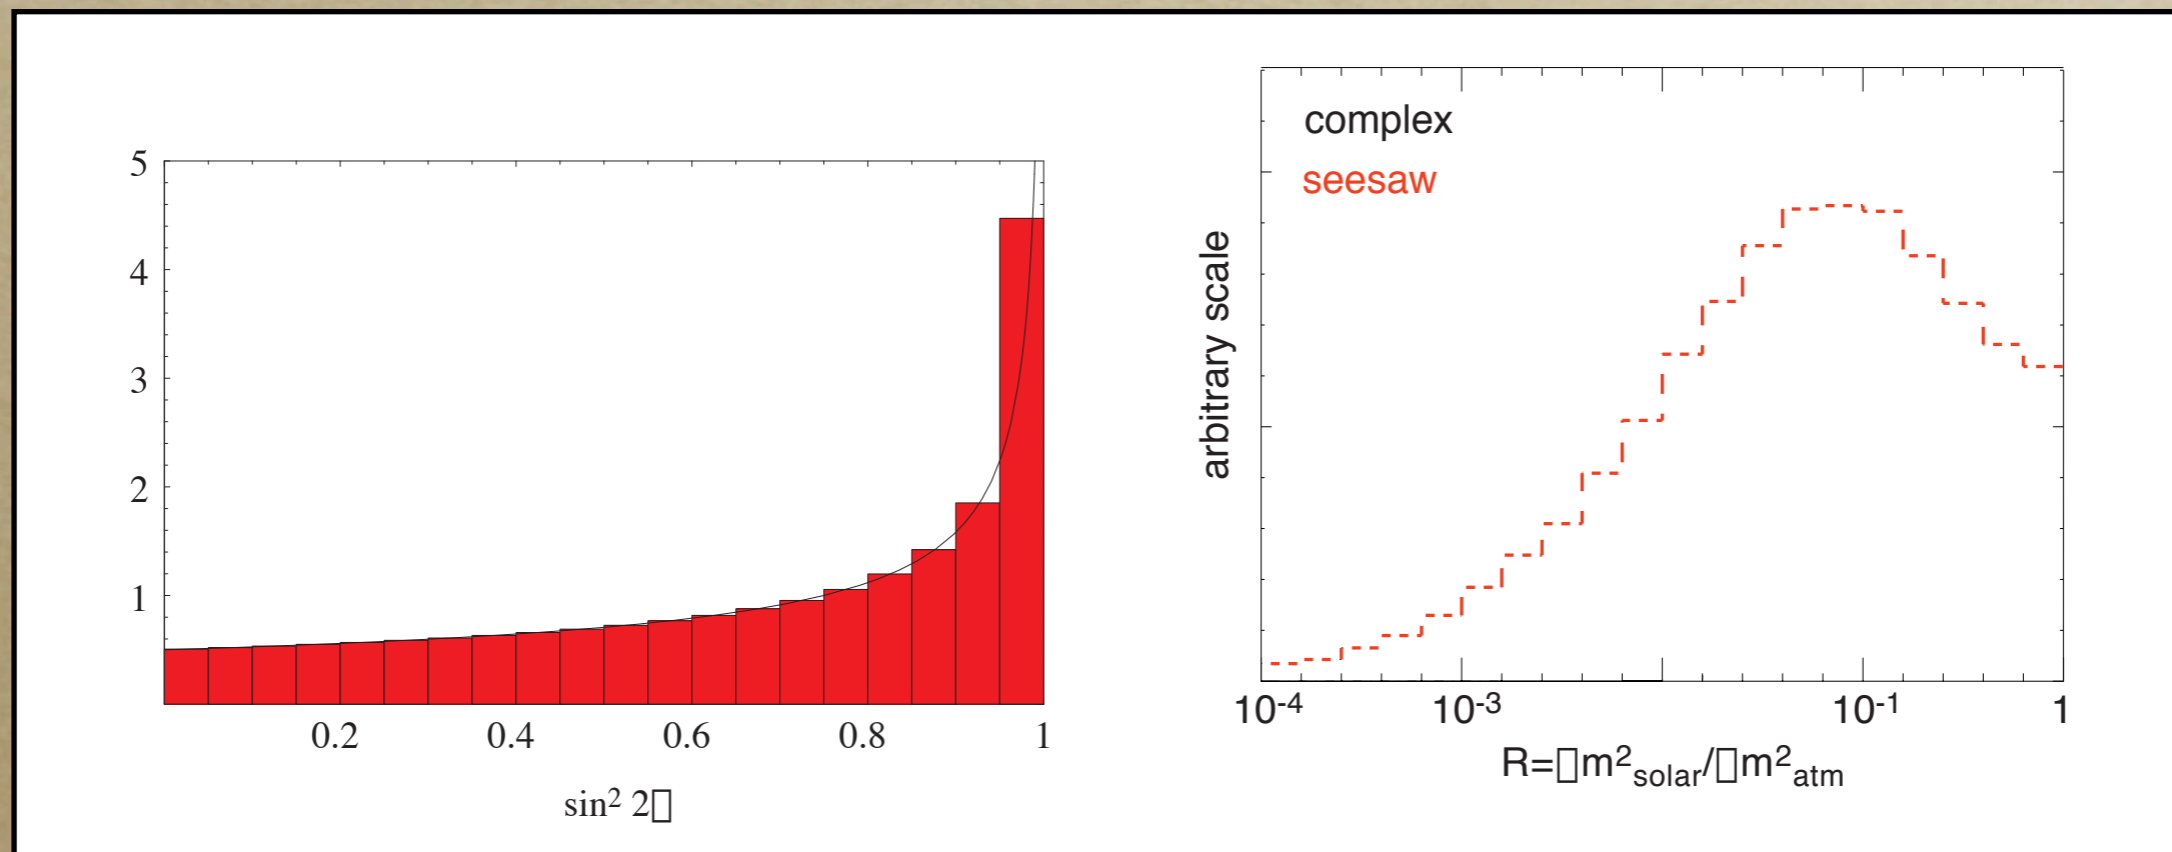 5
4
3
2
1
0.2 0.4 0.6 0.8 1
sin² 2▯
complex
seesaw
arbitrary scale
10-4 10-3 10-1 1
R=▯m²solar/▯m²atm